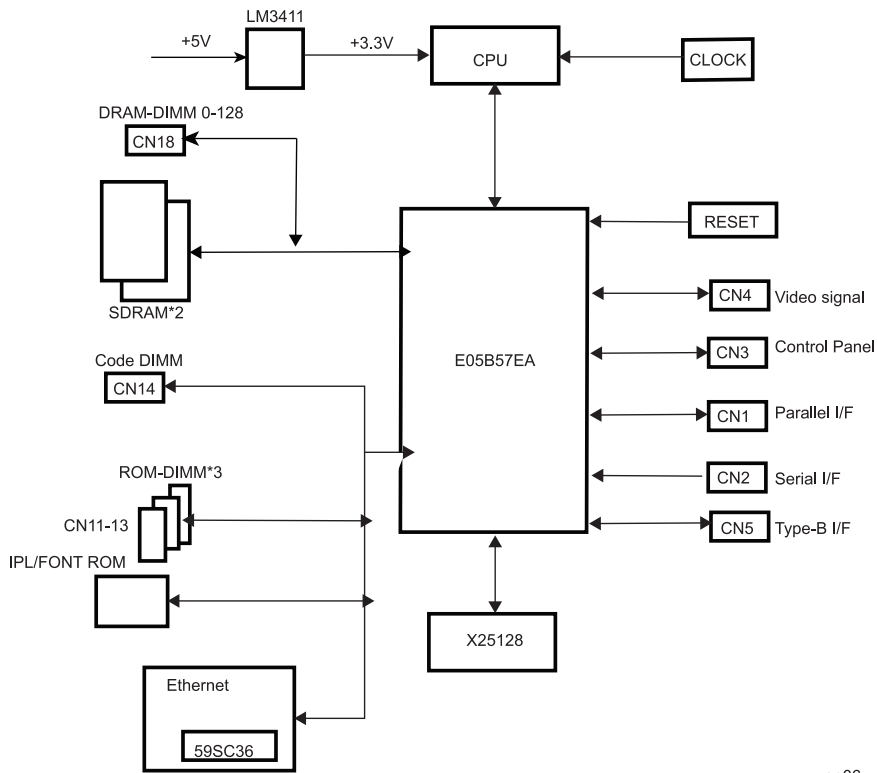 LM3411
+5V
+3.3V
CPU
CLOCK
DRAM-DIMM 0-128
CN18
RESET
SDRAM*2
CN4
Video signal
CN3
Control Panel
E05B57EA
Code DIMM
CN14
CN1
Parallel I/F
ROM-DIMM*3
CN11-13
CN2
Serial I/F
CN5
Type-B I/F
IPL/FONT ROM
X25128
Ethernet
59SC36